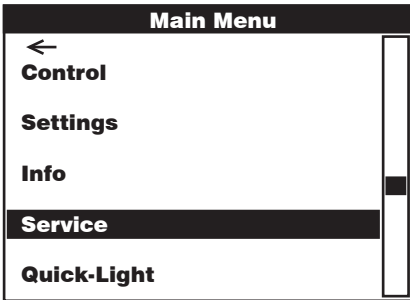 Main Menu
←
Control
Settings
Info
Service
Quick-Light